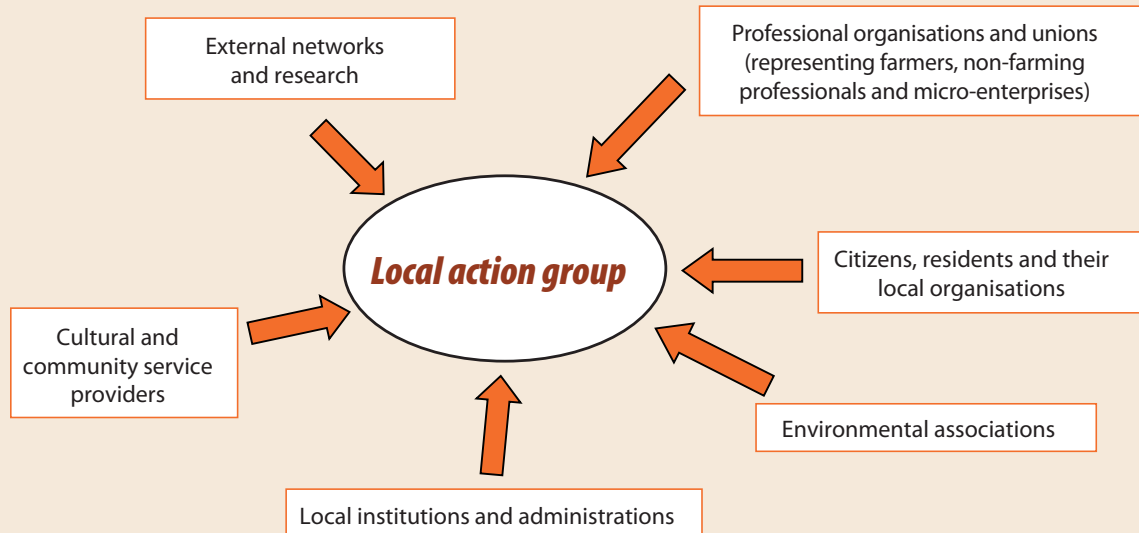 External networks
and research
Professional organisations and unions
(representing farmers, non-farming
professionals and micro-enterprises)
Local action group
Citizens, residents and their
local organisations
Cultural and
community service
providers
Environmental associations
Local institutions and administrations